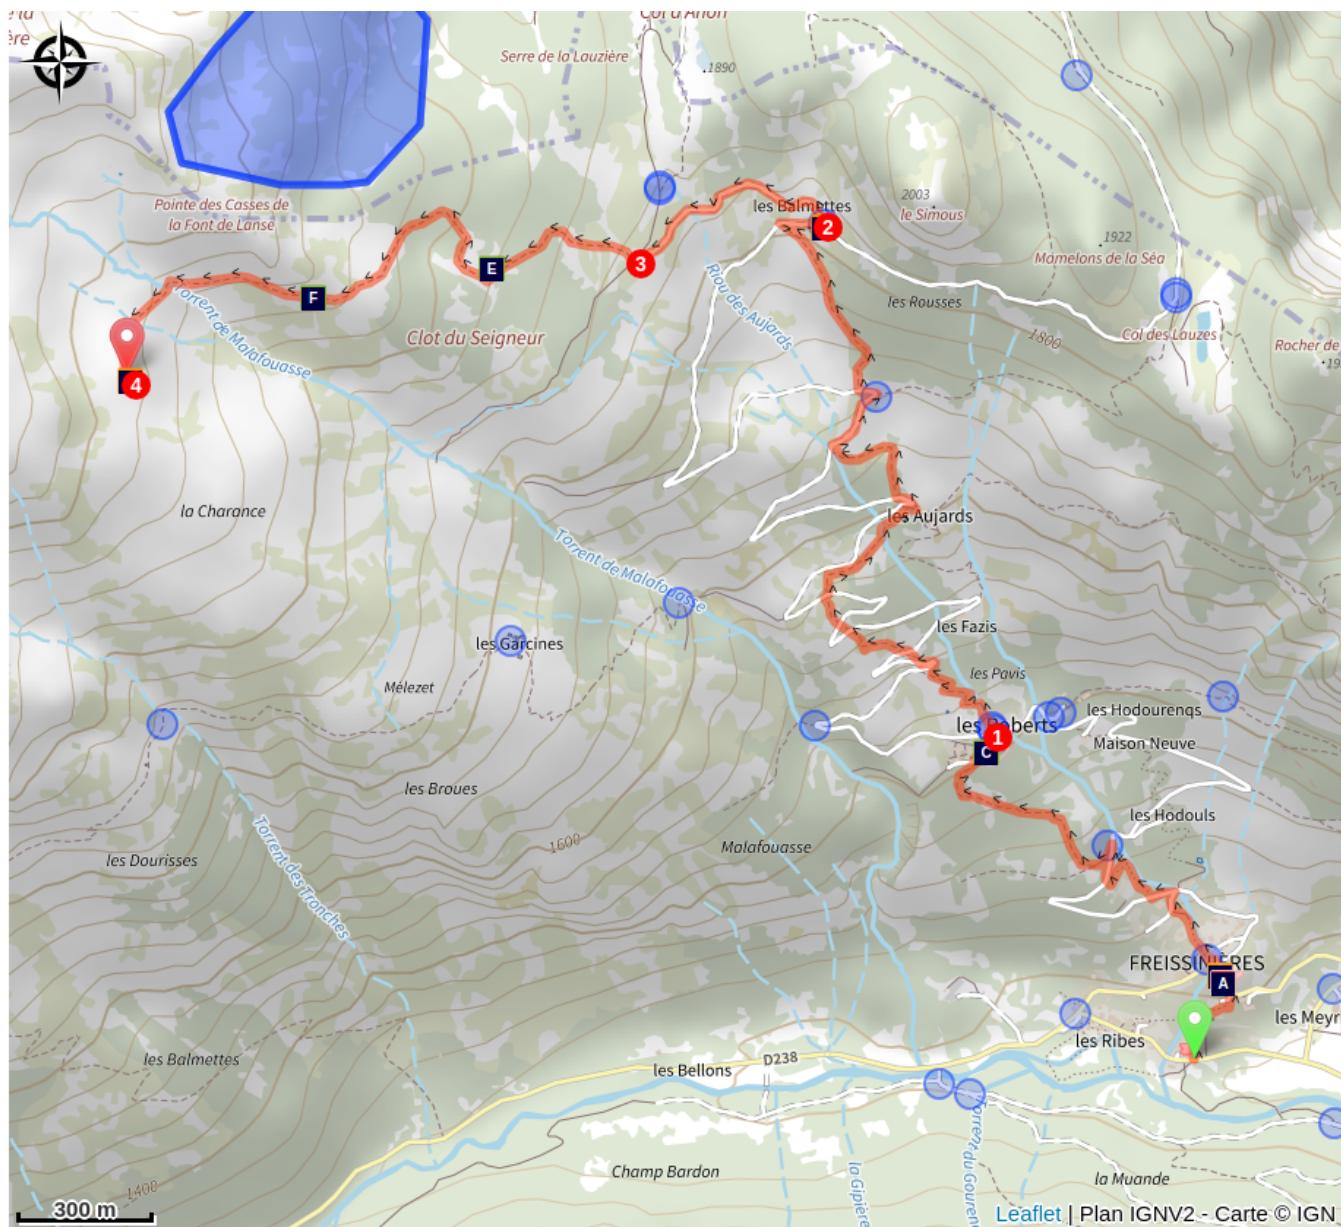 Col d'Anon
ère
Serre de la Lauzière
1890
Pointe des Casses de
la Font de Lanse
les Balmettes
2
2003
le Simous
1922
Mamelons de la Séa
E
3
F
les Rousses
Riou des Aujards
1800
Col des Lauzes
Rocher de
Torrent de Malafouasse
Clot du Seigneur
4
la Charance
les Aujards
Torrent de Malafouasse
les Fazis
les Garcines
Mélezet
les Pavis
les Hodourenqs
les Roberts
1
C
Maison Neuve
les Broues
les Hodouls
1600
Malafouasse
les Dourisses
Torrent des Tronches
FREISSINIÈRES
A
les Meyr
les Ribes
les Balmettes
les Bellons
D238
Champ Bardon
la Gipière
Torrent du Gouren
la Muande
1400
300 m
Leaflet | Plan IGNV2 - Carte © IGN